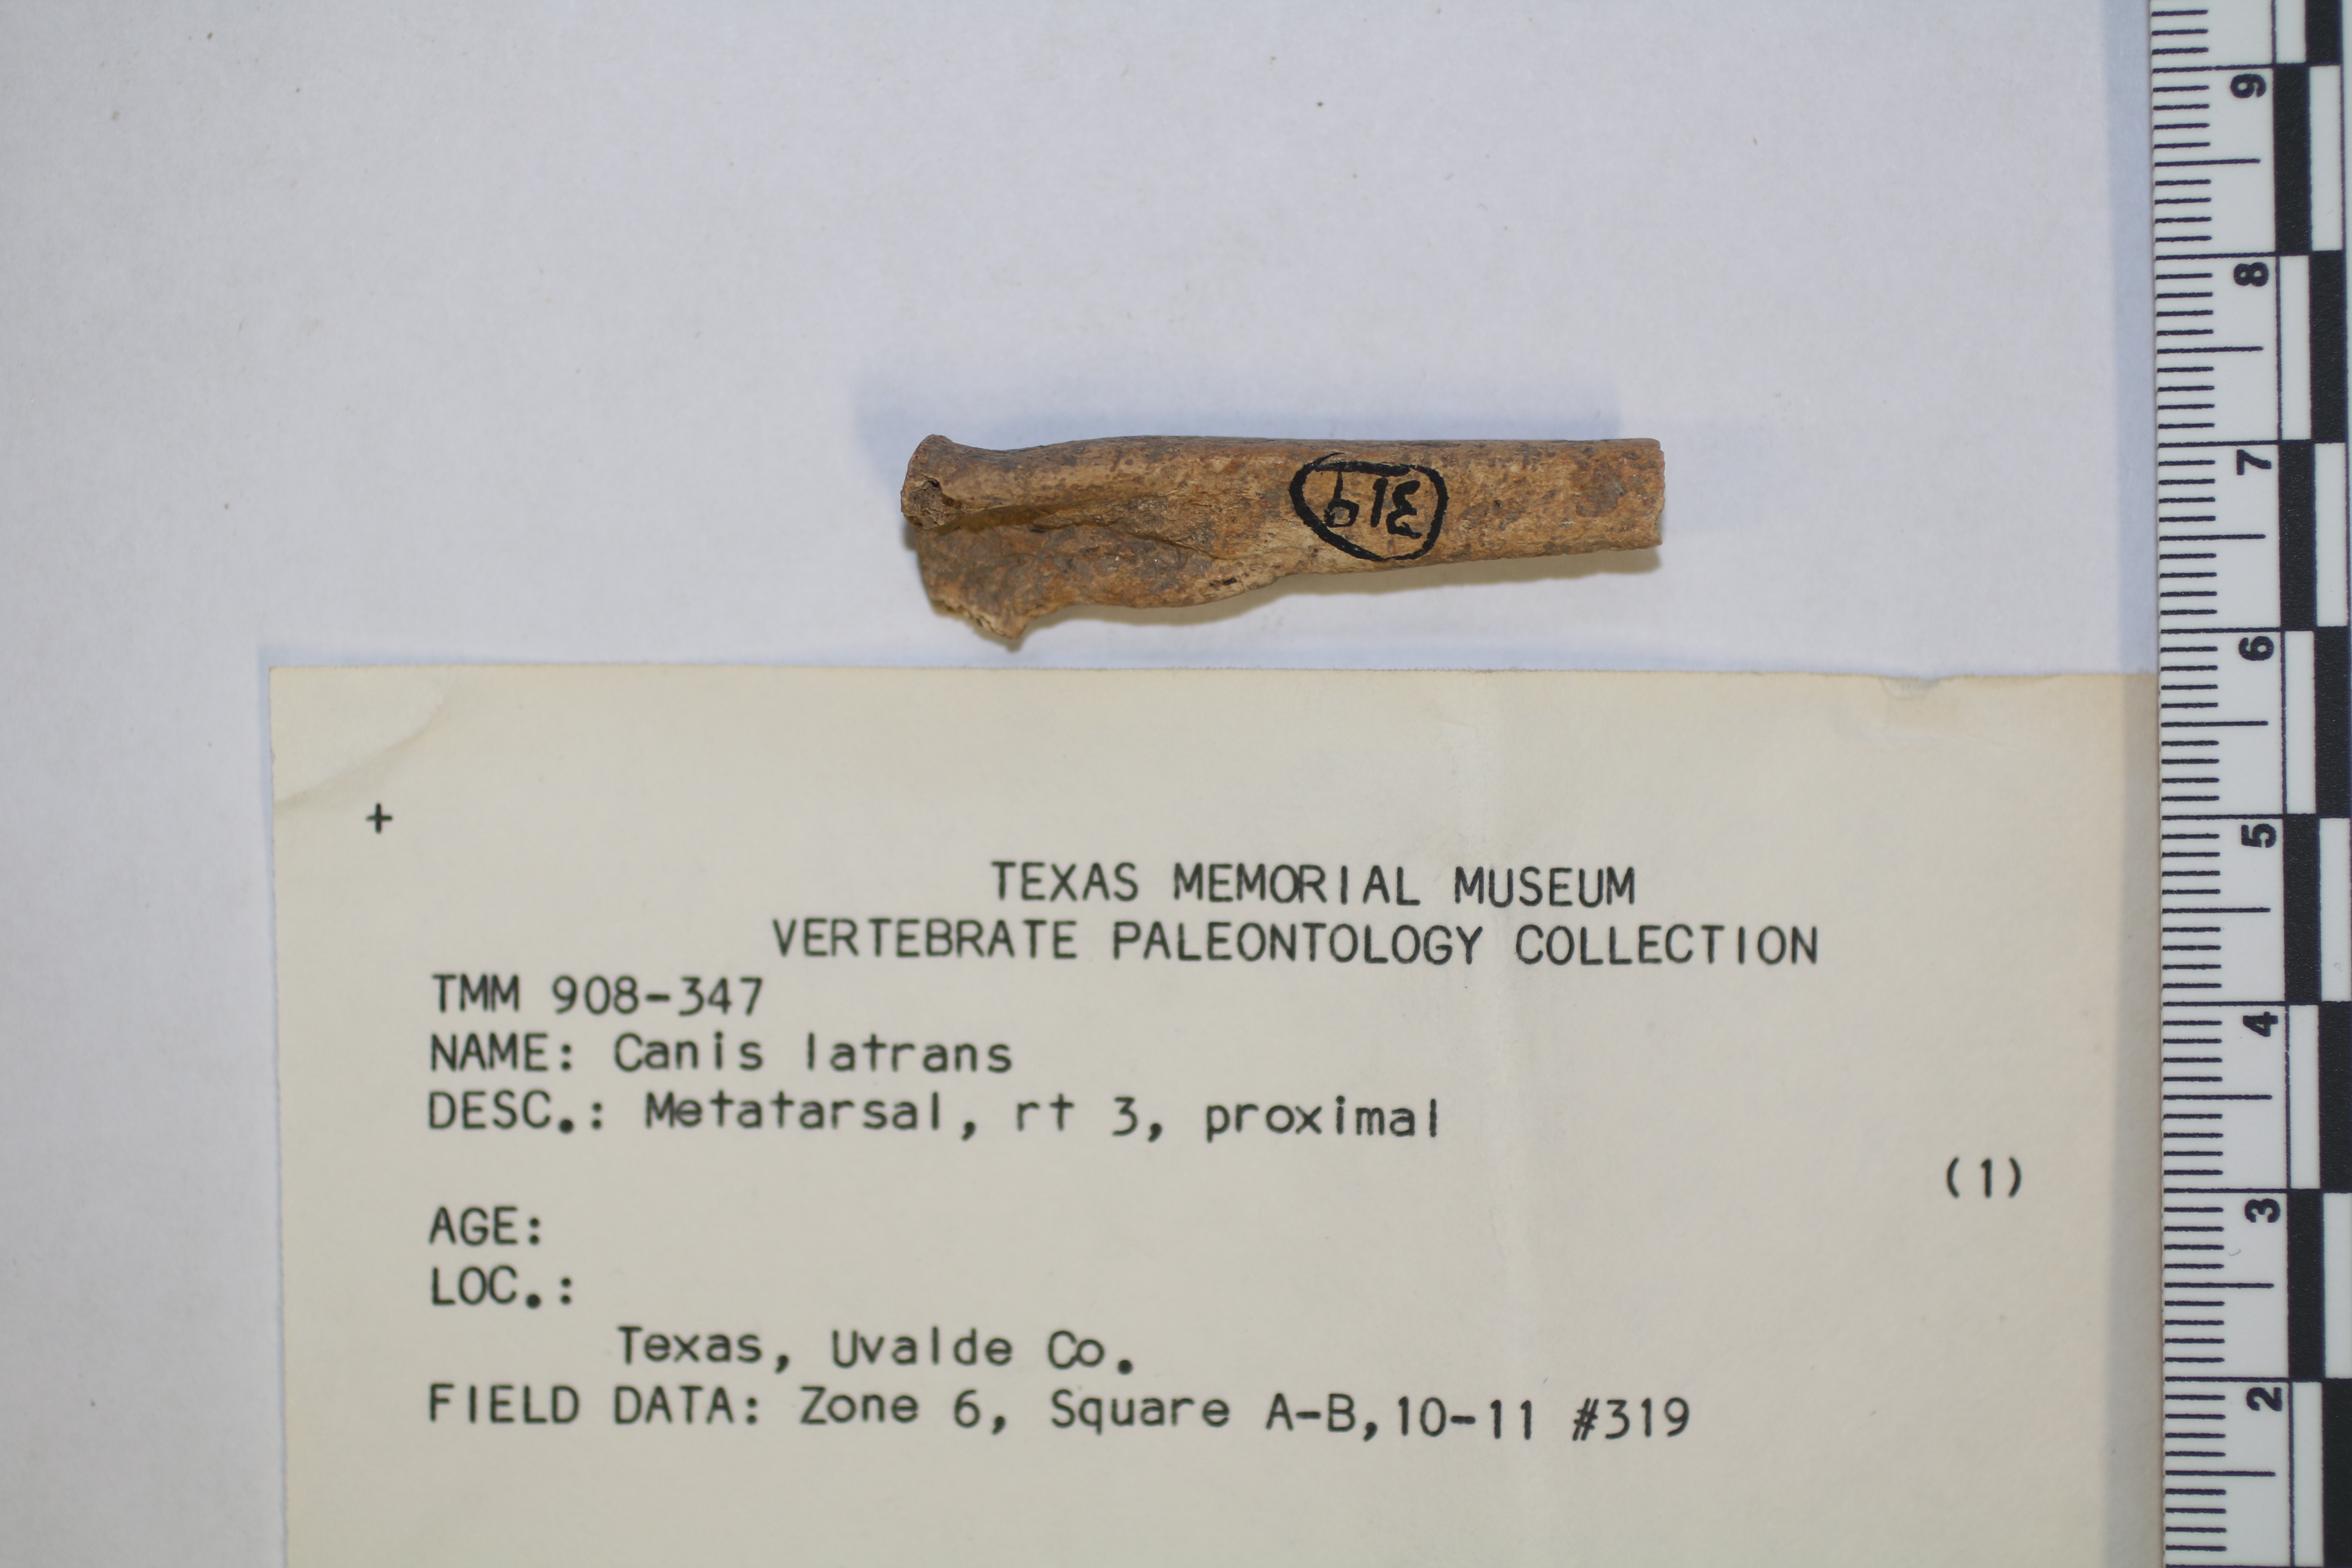 319
+
TEXAS MEMORIAL MUSEUM
VERTEBRATE PALEONTOLOGY COLLECTION
TMM 908-347
NAME: Canis latrans
DESC.: Metatarsal, rt 3, proximal
(1)
AGE:
LOC.:
Texas, Uvalde Co.
FIELD DATA: Zone 6, Square A-B,10-11 #319
9
8
7
6
5
4
3
2